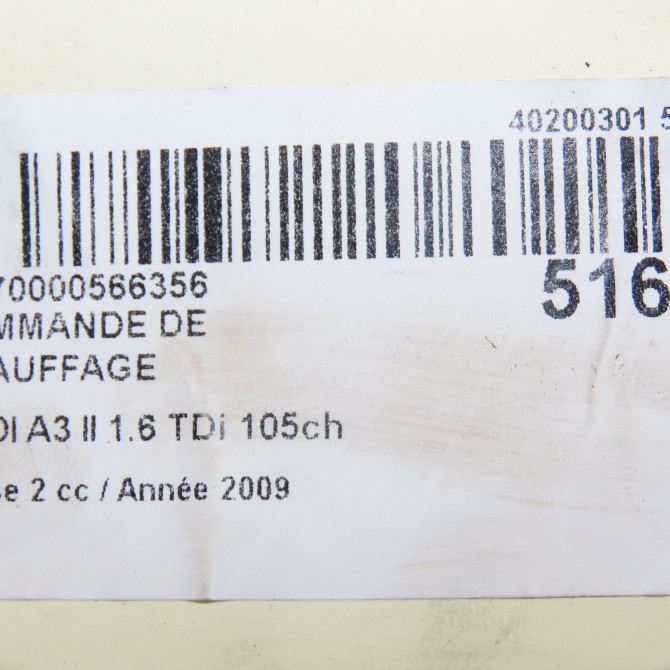 40200301 5
70000566356
516
MMANDE DE
AUFFAGE
DI A3 II 1.6 TDi 105ch
se 2 cc / Année 2009